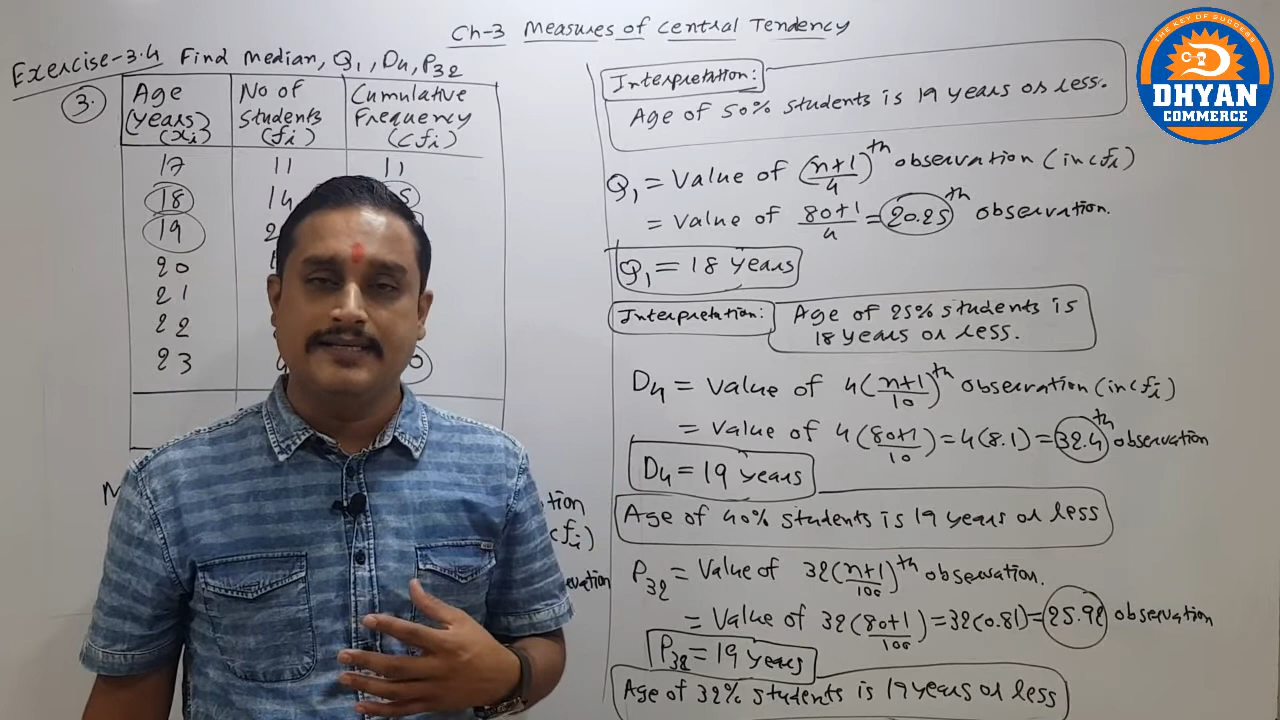 Ch-3 Measures of Central Tendency
Exercise-3.4 Find Median, Q1, D4, P32
3.
Age (years) (xi)
No of Students (fi)
Cumulative Frequency (cfi)
17 11 11
18 14
19 2
20
21
22
23
Interpretation:
Age of 50% students is 19 years or less.
Q1 = Value of (n+1/4)th observation (in cfi)
= Value of 80+1/4 = 20.25th observation.
Q1 = 18 years
Interpretation: Age of 25% students is
18 years or less.
D4 = Value of 4(n+1/10)th observation (in cfi)
= Value of 4(80+1/10) = 4(8.1) = 32.4th observation
D4 = 19 years
Age of 40% students is 19 years or less
P32 = Value of 32(n+1/100)th observation.
= Value of 32(80+1/100) = 32(0.81) = 25.92 observation
P32 = 19 years
Age of 32% students is 19 years or less
THE KEY OF SUCCESS
DHYAN
COMMERCE